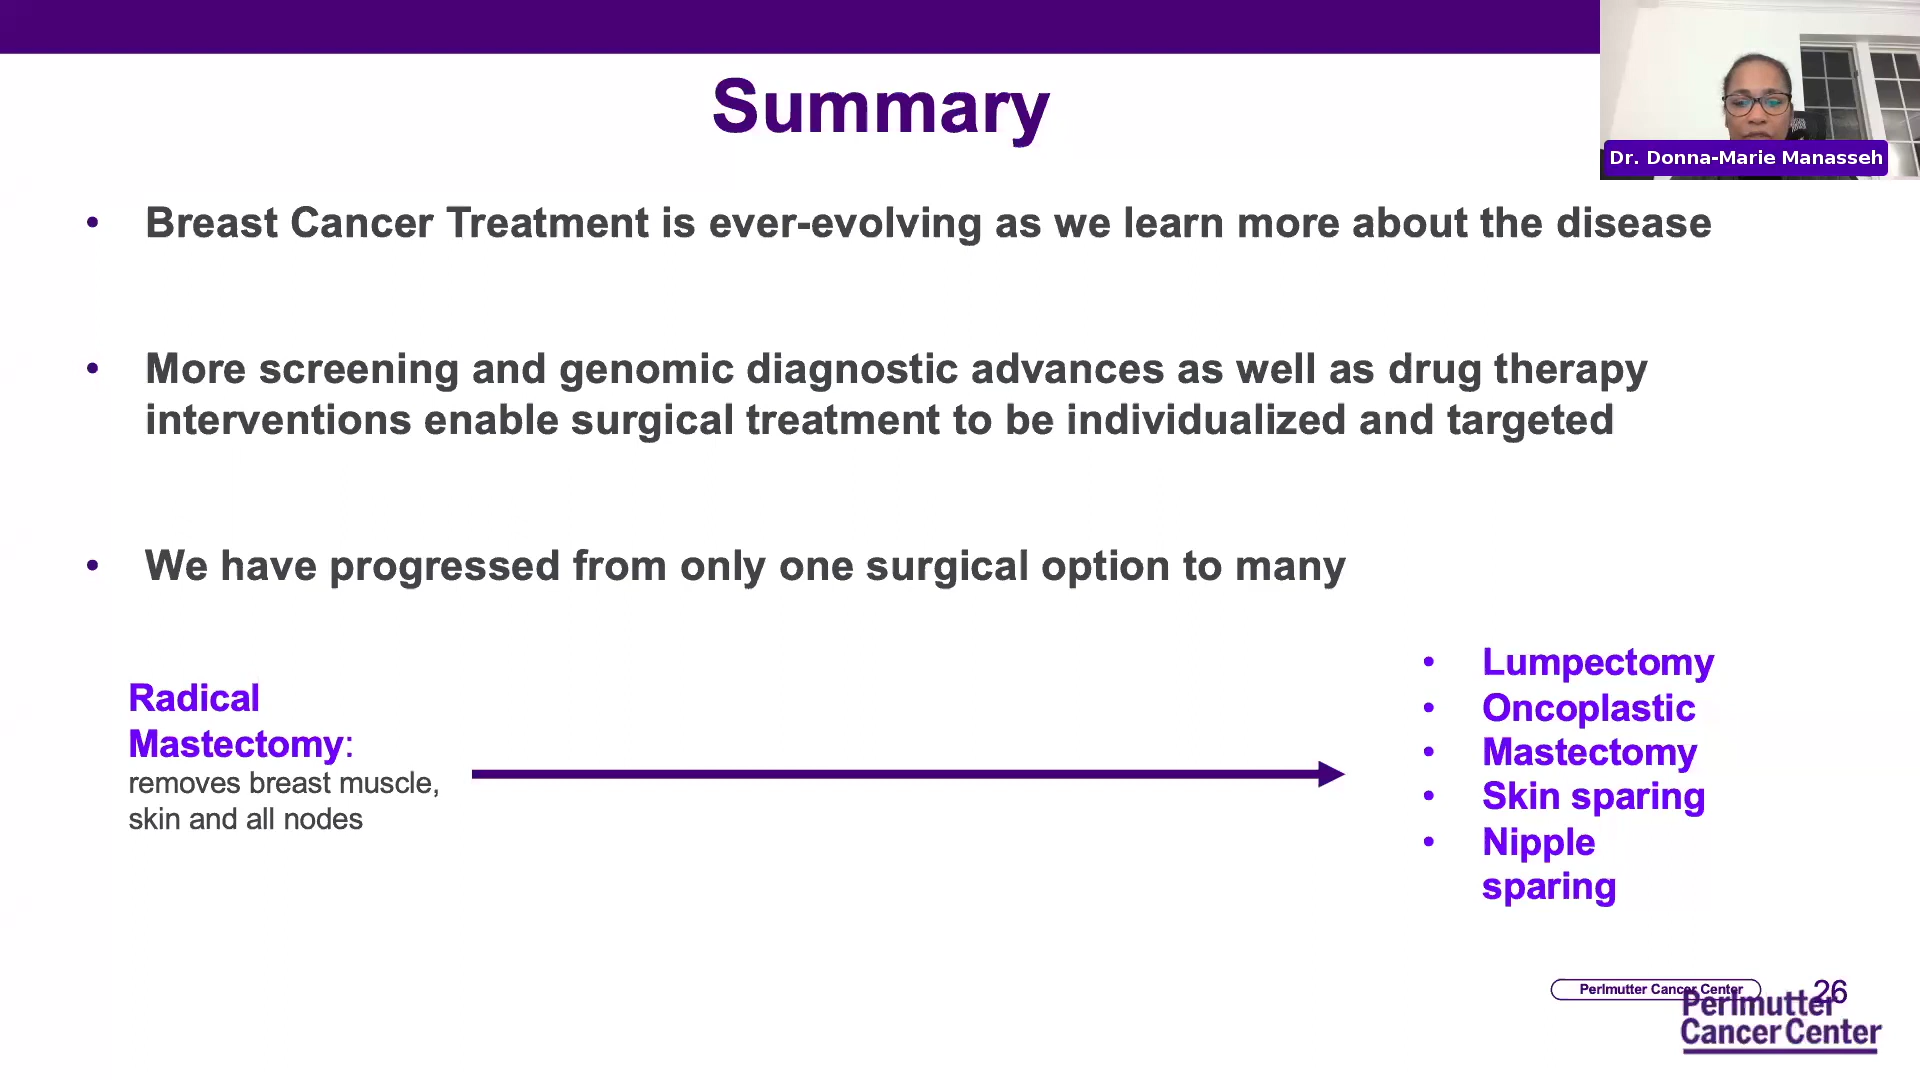 Summary
Dr. Donna-Marie Manasseh
• Breast Cancer Treatment is ever-evolving as we learn more about the disease
• More screening and genomic diagnostic advances as well as drug therapy
interventions enable surgical treatment to be individualized and targeted
• We have progressed from only one surgical option to many
Radical
Mastectomy:
removes breast muscle,
skin and all nodes
• Lumpectomy
• Oncoplastic
• Mastectomy
• Skin sparing
• Nipple
sparing
Perlmutter Cancer Center
26
Perlmutter
Cancer Center